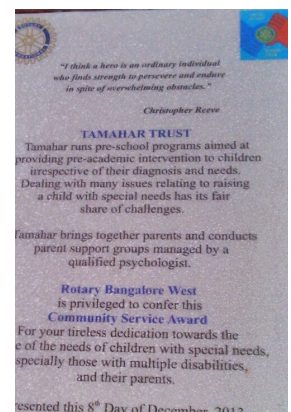 "I think a hero is an ordinary individual
who finds strength to persevere and endure
in spite of overwhelming obstacles."
Christopher Reeve
TAMAHAR TRUST
Tamahar runs pre-school programs aimed at
providing pre-academic intervention to children
irrespective of their diagnosis and needs.
Dealing with many issues relating to raising
a child with special needs has its fair
share of challenges.
Tamahar brings together parents and conducts
parent support groups managed by a
qualified psychologist.
Rotary Bangalore West
is privileged to confer this
Community Service Award
For your tireless dedication towards the
e of the needs of children with special needs,
specially those with multiple disabilities,
and their parents.
resented this 8th Day of December, 2012